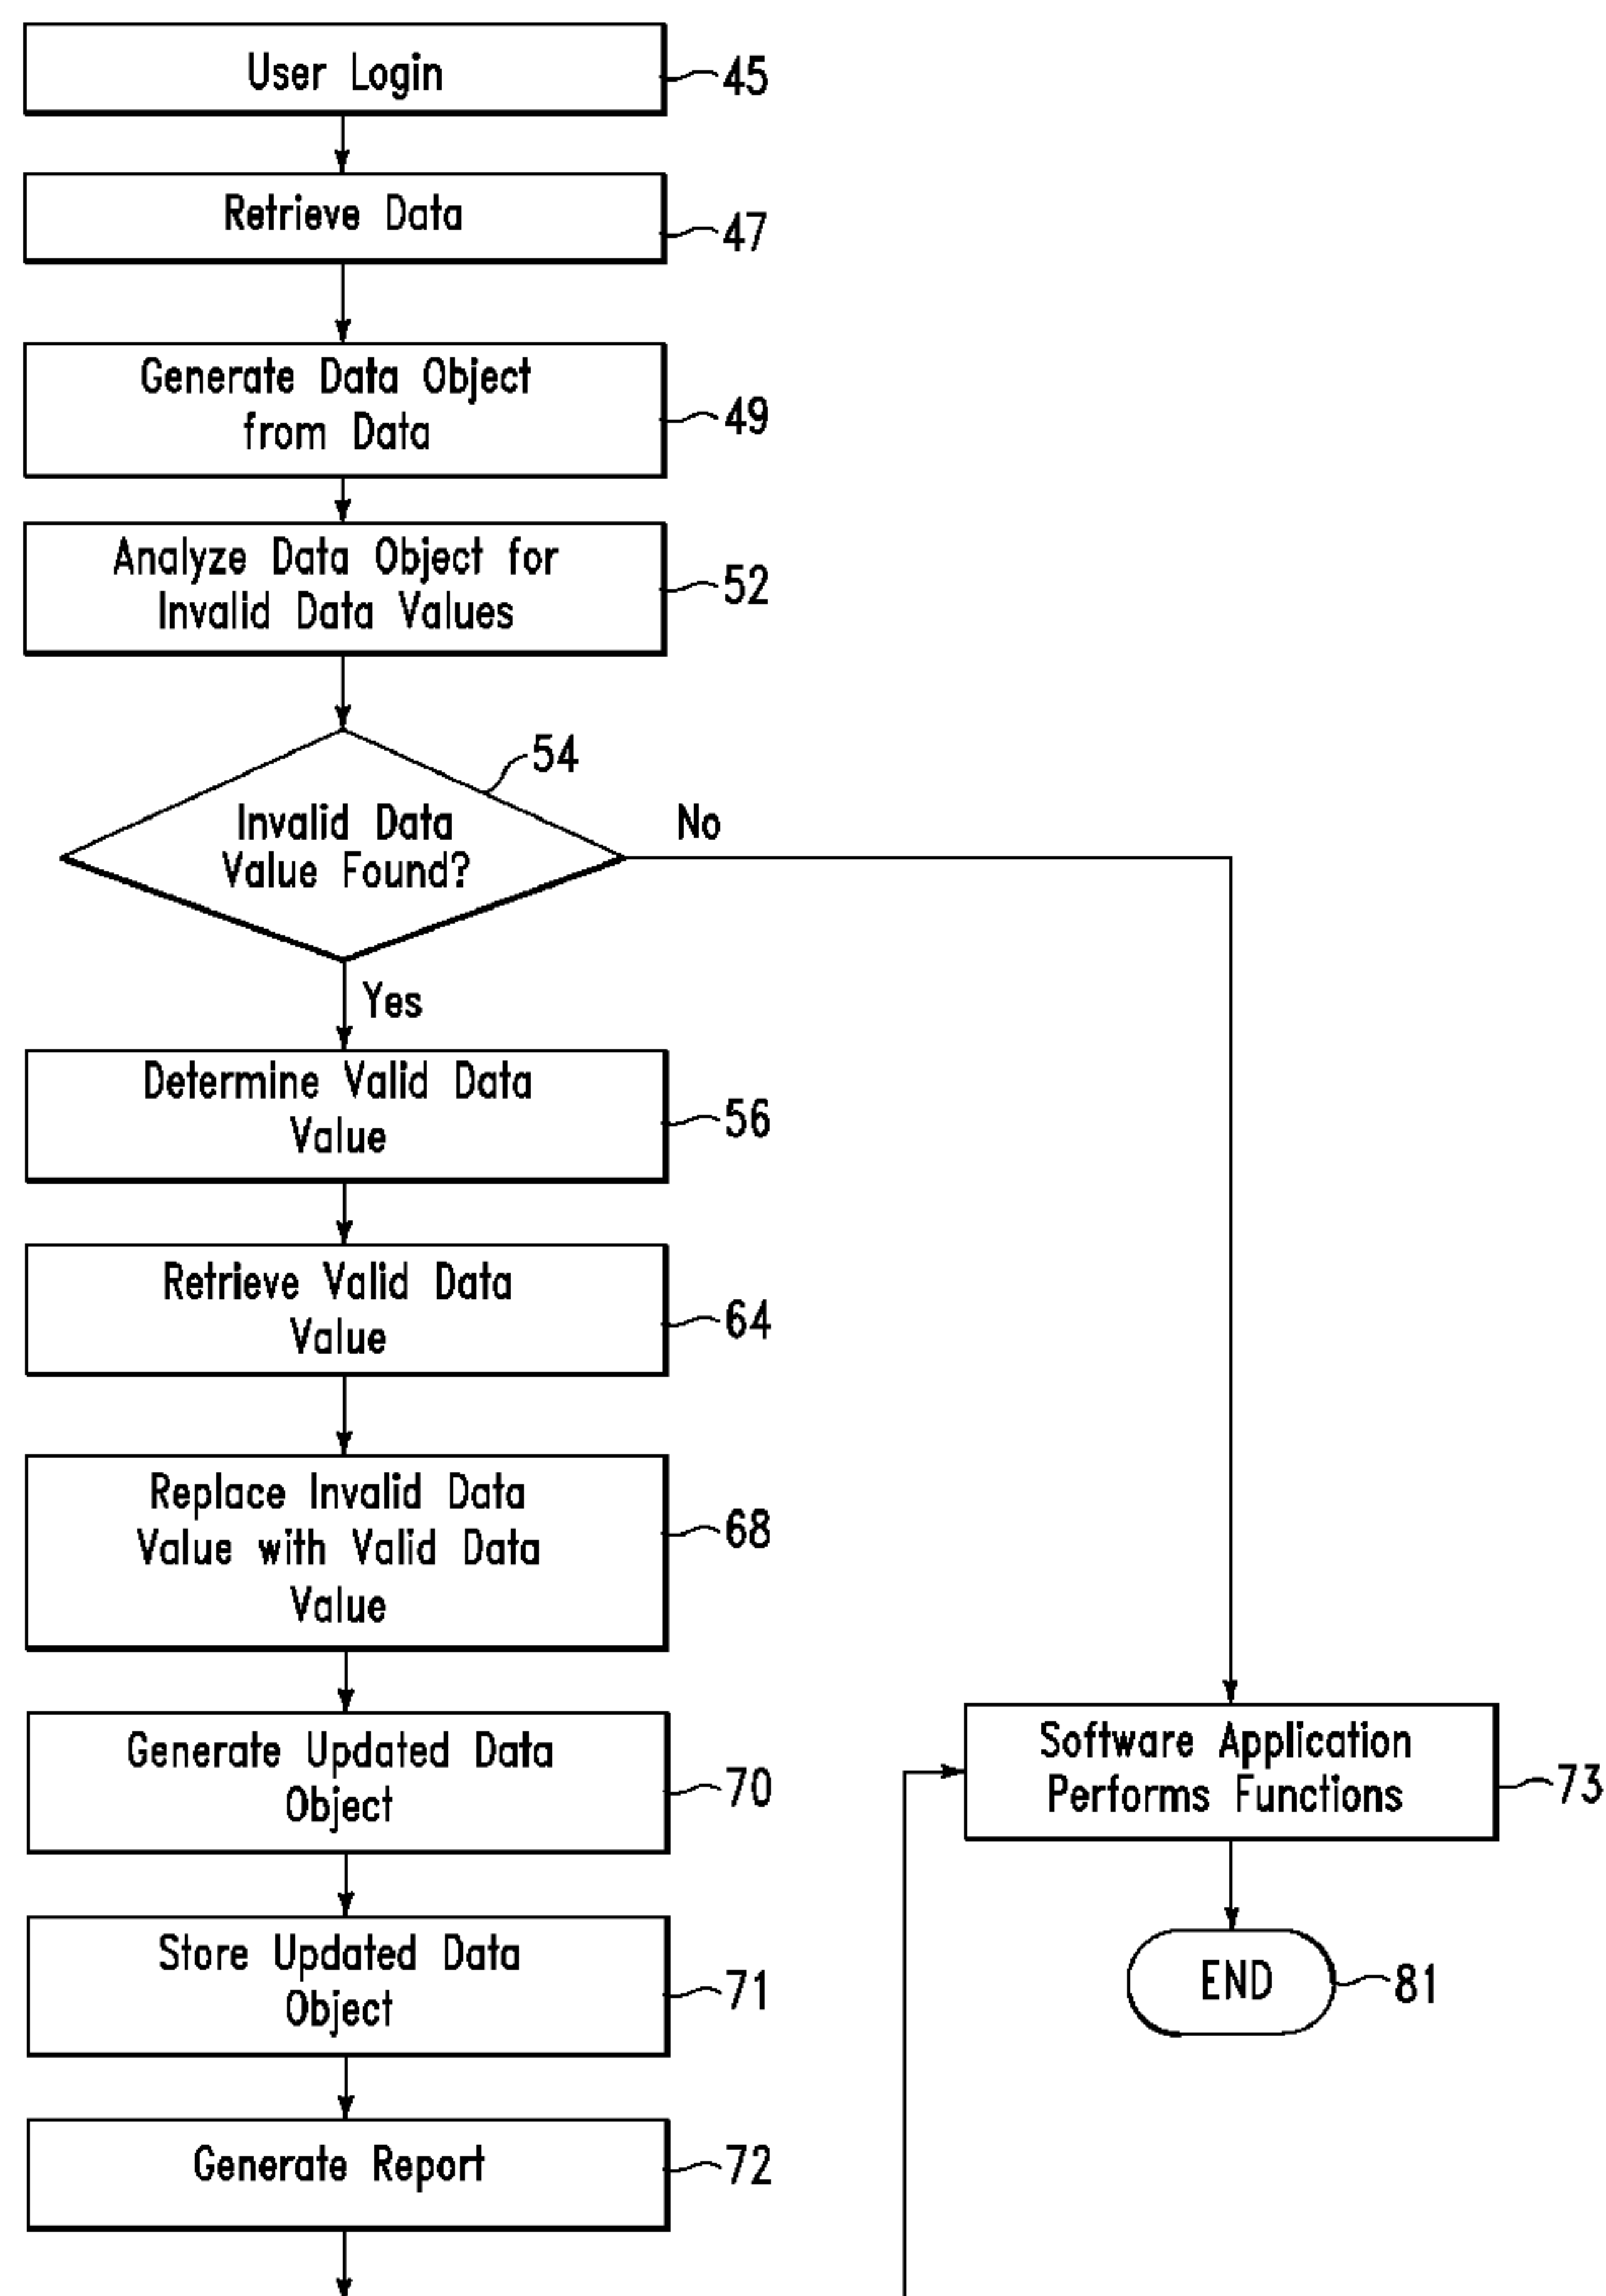 User Login
45
Retrieve Data
47
Generate Data Object
from Data
49
Analyze Data Object for
Invalid Data Values
52
54
Invalid Data
Value Found?
No
Yes
Determine Valid Data
Value
56
Retrieve Valid Data
Value
64
Replace Invalid Data
Value with Valid Data
Value
68
Generate Updated Data
Object
70
Store Updated Data
Object
71
Generate Report
72
Software Application
Performs Functions
73
END
81